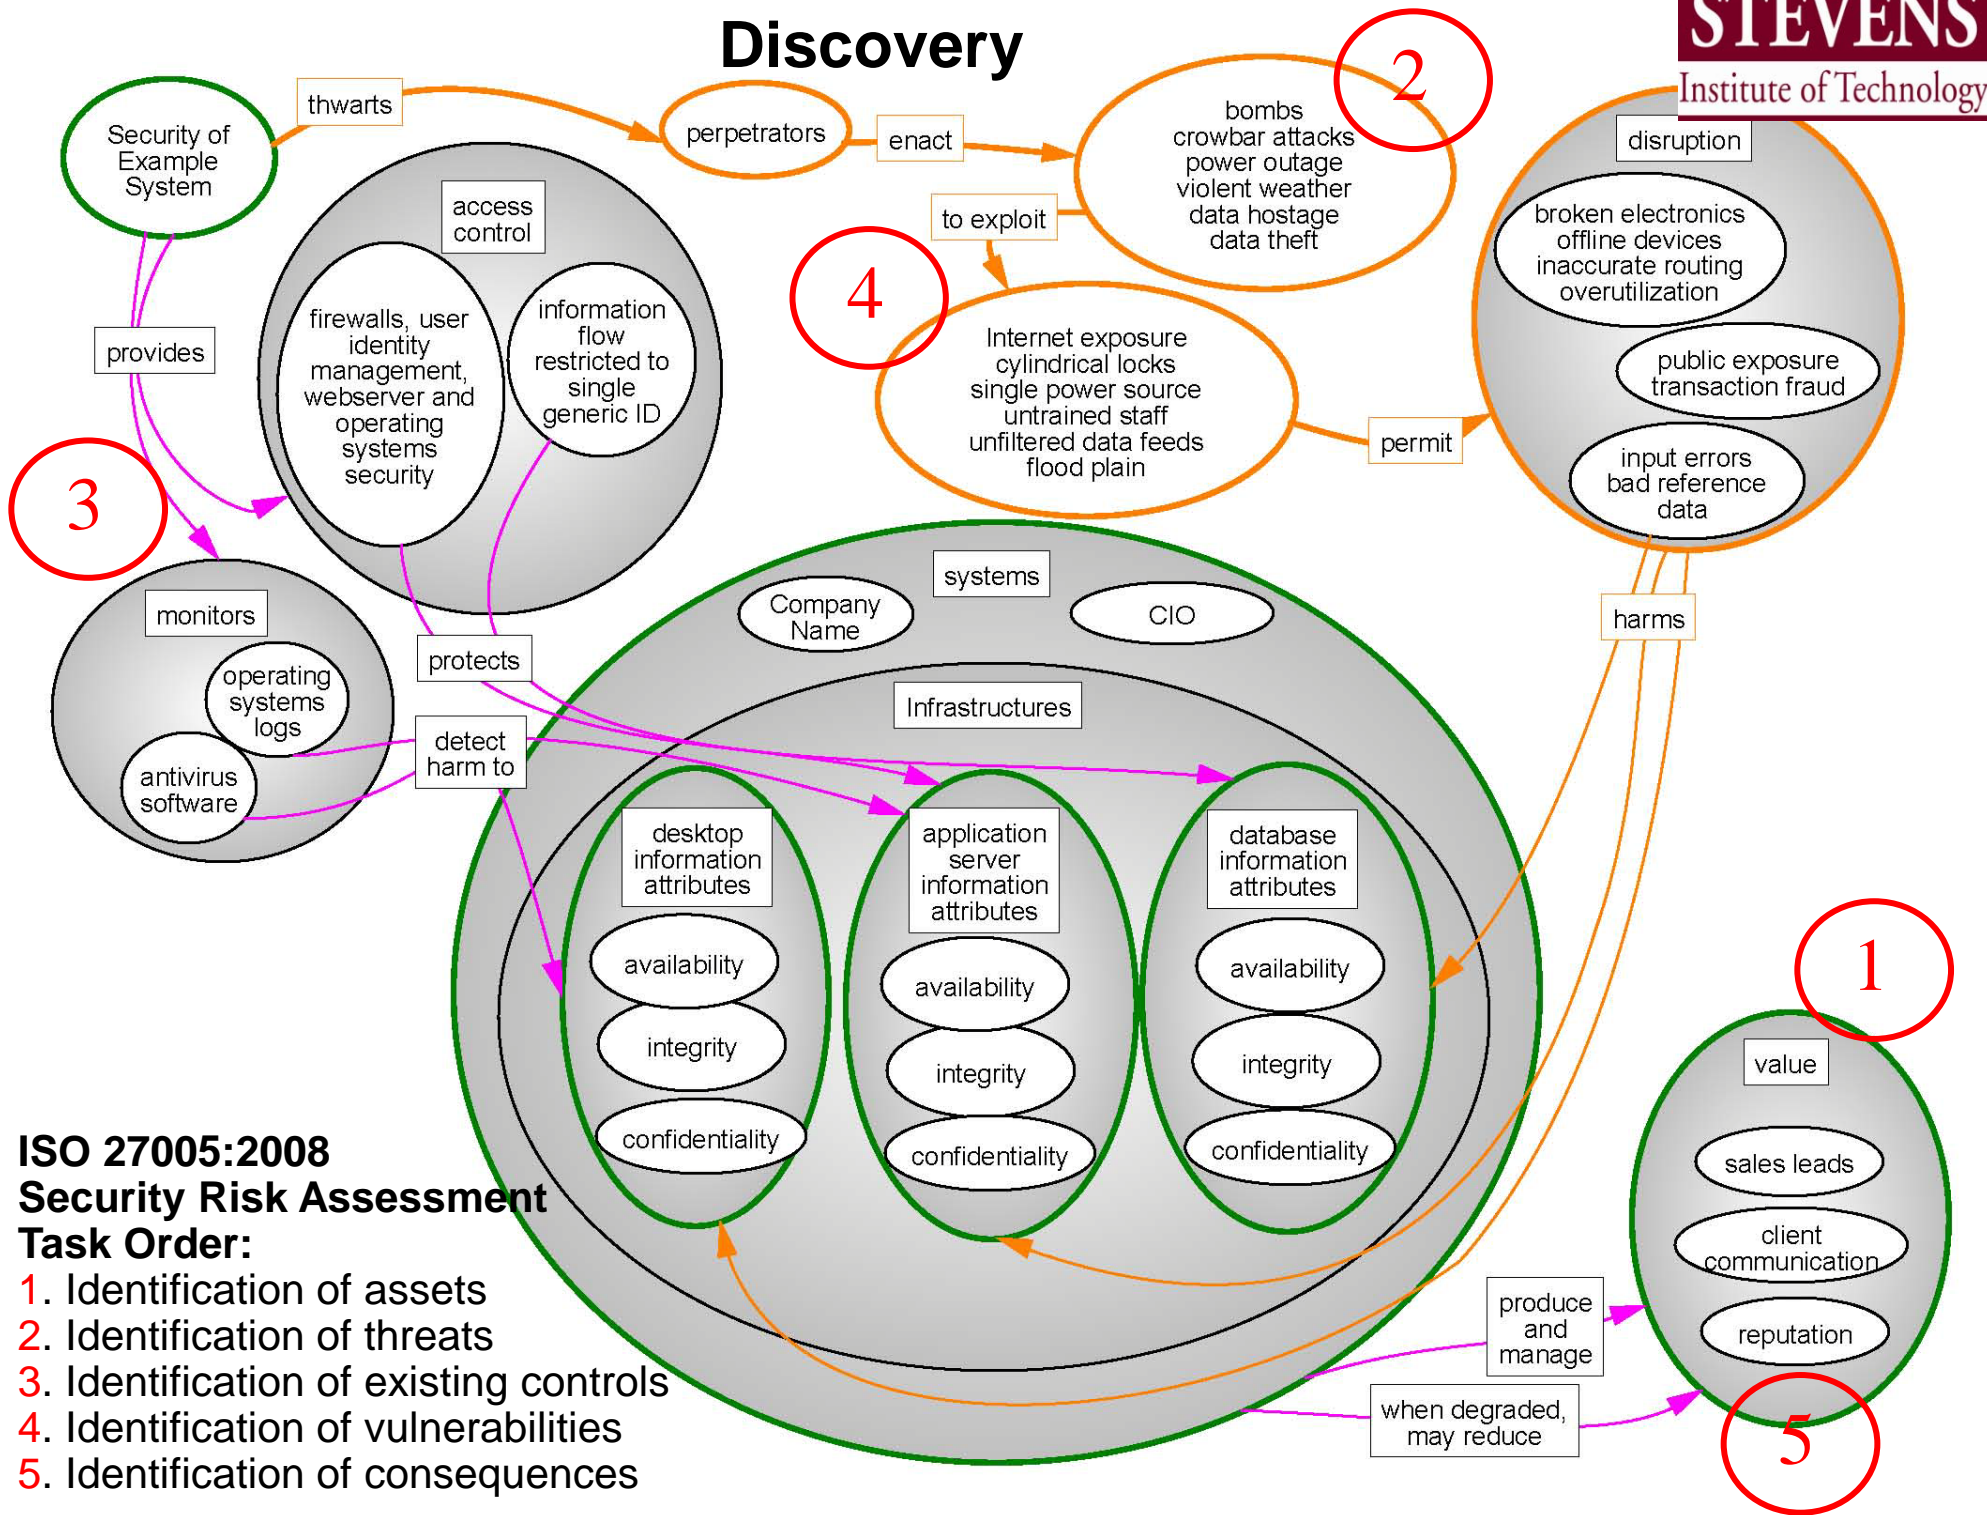 Discovery
STEVENS
Institute of Technology
2
thwarts
Security of
Example
System
perpetrators
enact
bombs
crowbar attacks
power outage
violent weather
data hostage
data theft
disruption
access
control
to exploit
broken electronics
offline devices
inaccurate routing
overutilization
4
firewalls, user
identity
management,
webserver and
operating
systems
security
information
flow
restricted to
single
generic ID
provides
Internet exposure
cylindrical locks
single power source
untrained staff
unfiltered data feeds
flood plain
public exposure
transaction fraud
permit
input errors
bad reference
data
3
systems
Company
Name
CIO
harms
monitors
operating
systems
logs
antivirus
software
protects
detect
harm to
Infrastructures
desktop
information
attributes
availability
integrity
confidentiality
application
server
information
attributes
availability
integrity
confidentiality
database
information
attributes
availability
integrity
confidentiality
1
value
sales leads
client
communication
reputation
5
produce
and
manage
when degraded,
may reduce
ISO 27005:2008
Security Risk Assessment
Task Order:
1. Identification of assets
2. Identification of threats
3. Identification of existing controls
4. Identification of vulnerabilities
5. Identification of consequences